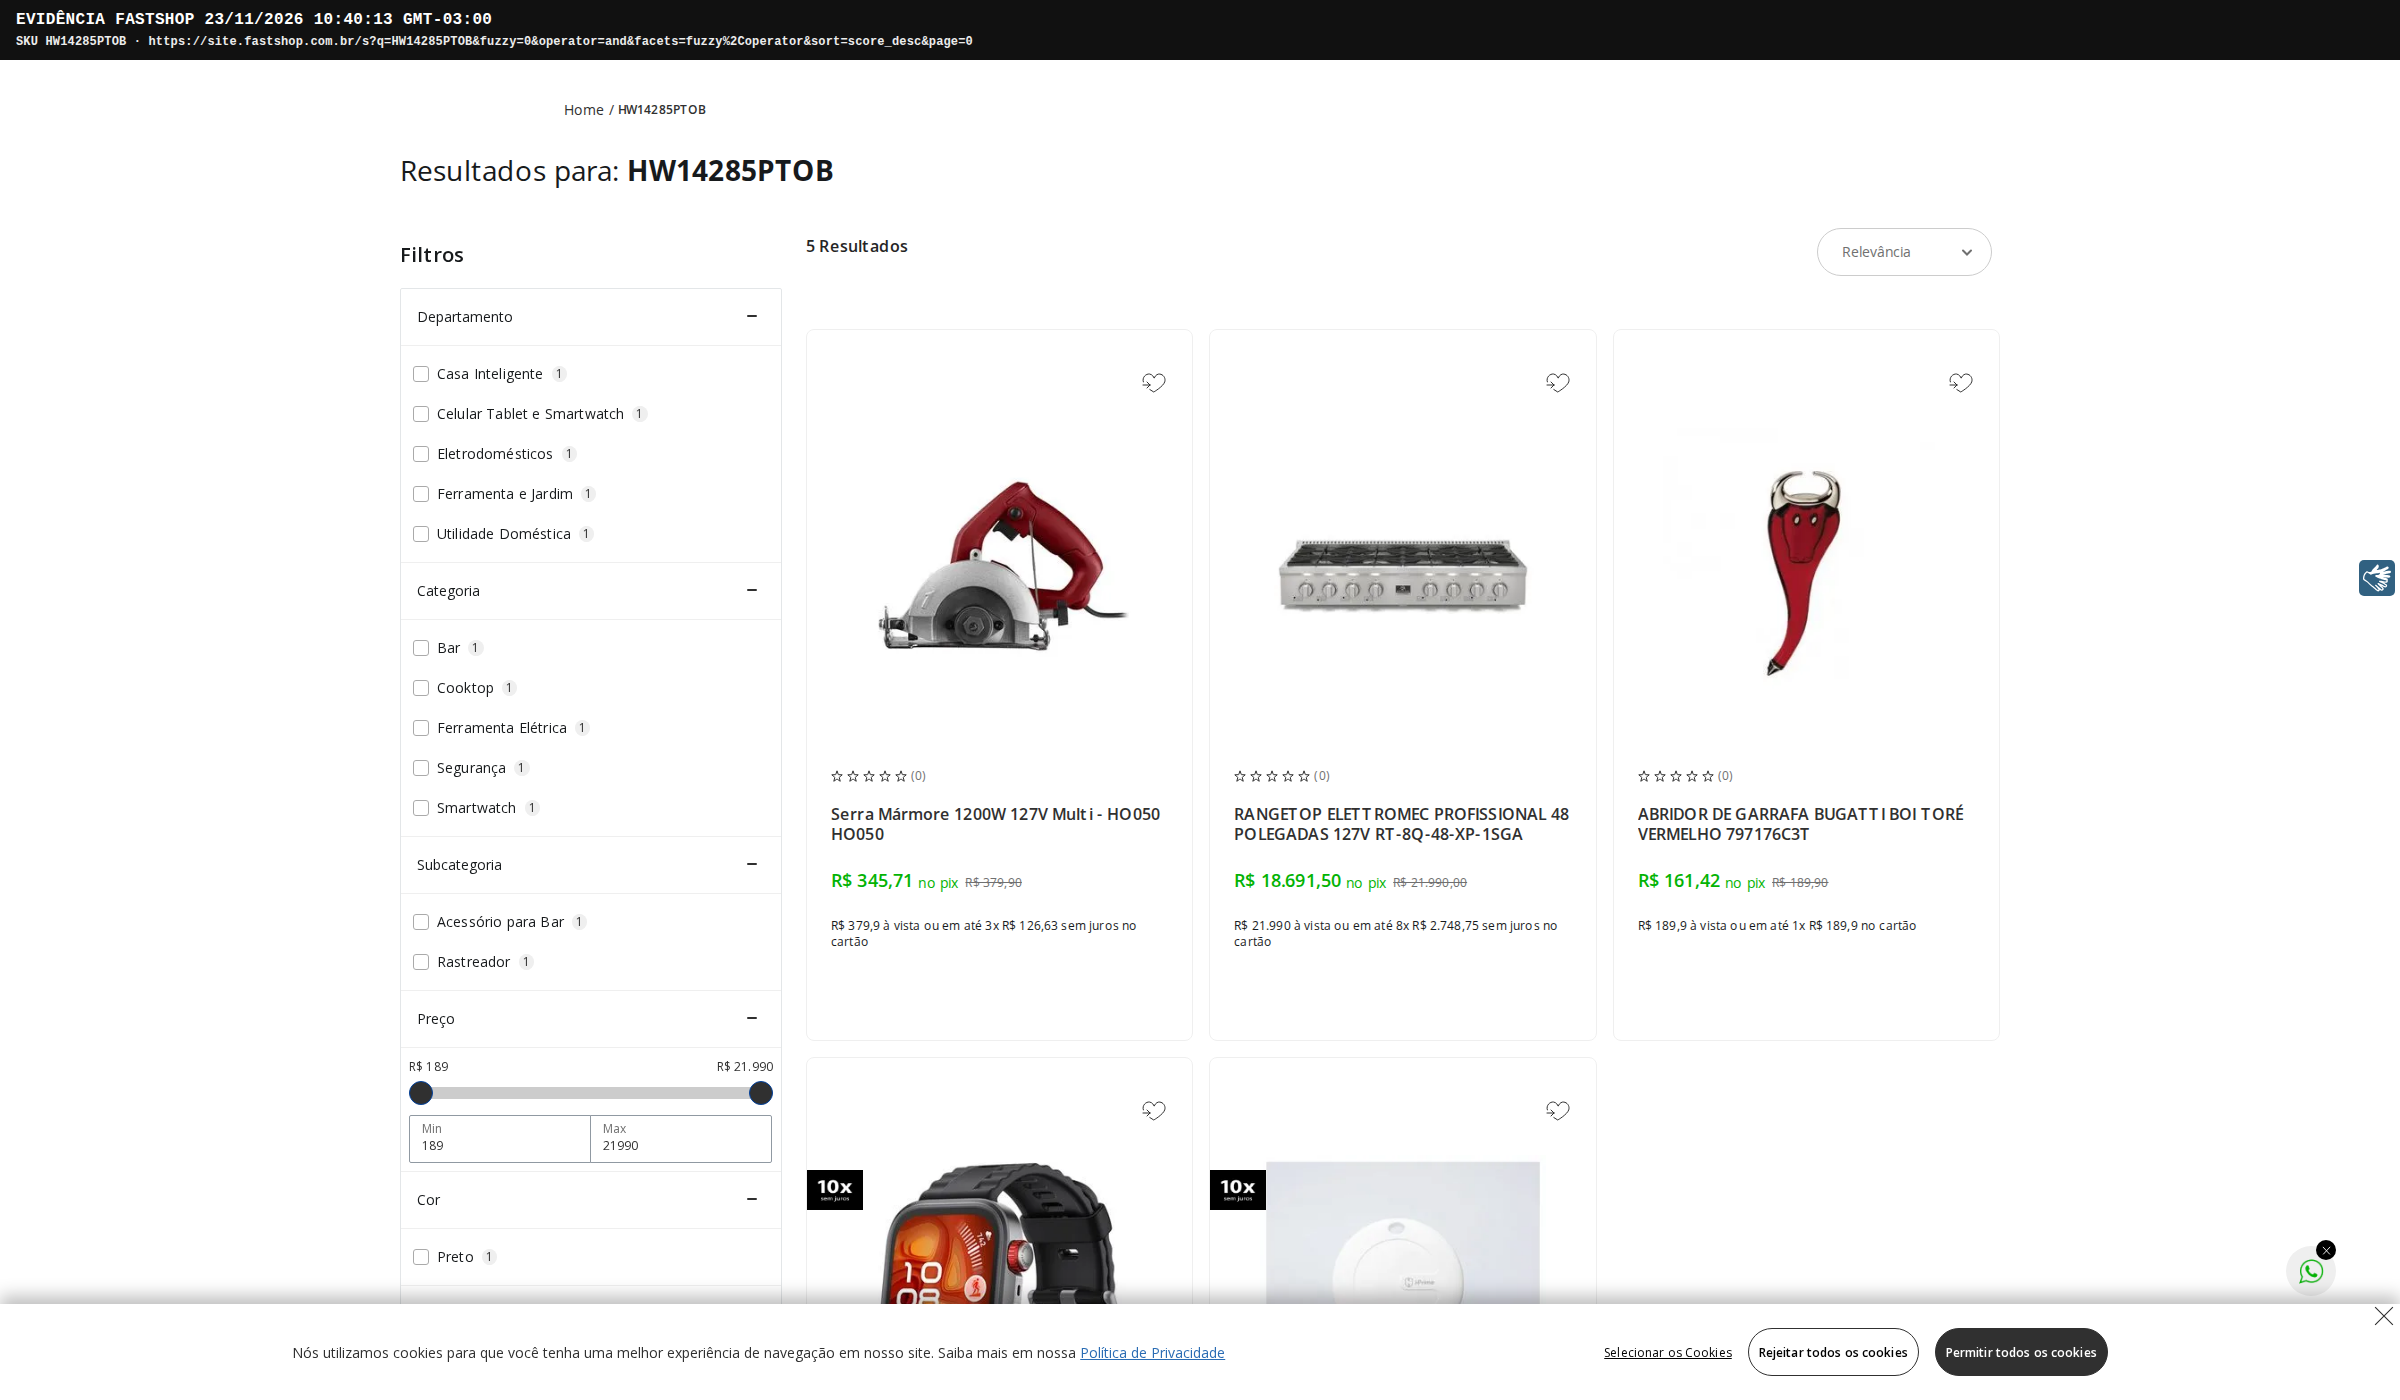 EVIDÊNCIA FASTSHOP 23/11/2026 10:40:13 GMT-03:00
SKU HW14285PTOB · https://site.fastshop.com.br/s?q=HW14285PTOB&fuzzy=0&operator=and&facets=fuzzy%2Coperator&sort=score_desc&page=0
Home / HW14285PTOB
Resultados para: HW14285PTOB
Filtros
5 Resultados
Relevância
Departamento
Casa Inteligente 1
Celular Tablet e Smartwatch 1
Eletrodomésticos 1
Ferramenta e Jardim 1
Utilidade Doméstica 1
Categoria
Bar 1
Cooktop 1
Ferramenta Elétrica 1
Segurança 1
Smartwatch 1
Subcategoria
Acessório para Bar 1
Rastreador 1
Preço
R$ 189
R$ 21.990
Min
189
Max
21990
Cor
Preto 1
(0)
Serra Mármore 1200W 127V Multi - HO050
HO050
R$ 345,71 no pix R$ 379,90
R$ 379,9 à vista ou em até 3x R$ 126,63 sem juros no
cartão
(0)
RANGETOP ELETTROMEC PROFISSIONAL 48
POLEGADAS 127V RT-8Q-48-XP-1SGA
R$ 18.691,50 no pix R$ 21.990,00
R$ 21.990 à vista ou em até 8x R$ 2.748,75 sem juros no
cartão
(0)
ABRIDOR DE GARRAFA BUGATTI BOI TORÉ
VERMELHO 797176C3T
R$ 161,42 no pix R$ 189,90
R$ 189,9 à vista ou em até 1x R$ 189,9 no cartão
10x
sem juros
10
08
10x
sem juros
Nós utilizamos cookies para que você tenha uma melhor experiência de navegação em nosso site. Saiba mais em nossa Política de Privacidade
Selecionar os Cookies
Rejeitar todos os cookies
Permitir todos os cookies